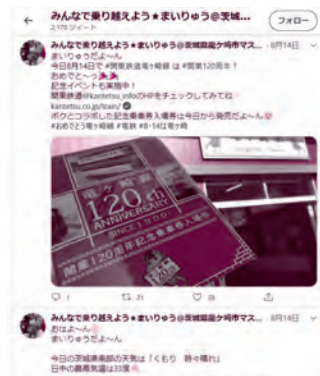 みんなで乗り越えよう★まいりゅう@茨城...
2,175 ツイート
フォロー
みんなで乗り越えよう★まいりゅう@茨城県龍ケ崎市マス... ・8月14日
まいりゅうだよ～ん
今日8月14日で #関東鉄道竜ヶ崎線 は #開業120周年！
おめでと～っ
記念イベントも実施中！
関東鉄道@kantetsu_infoのHPをチェックしてみてね
kantetsu.co.jp/train/
ボクとコラボした記念乗車券入場券は今日から発売だよ～ん
#おめでとう竜ヶ崎線 #電鉄 #8・14は竜ヶ崎
竜ヶ崎線
120th
ANNIVERSARY
SINCE1900
開業120周年記念乗車券入場券
1
21
みんなで乗り越えよう★まいりゅう@茨城県龍ケ崎市マス... ・8月14日
おはよ～ん
まいりゅうだよ～ん
今日の茨城県南部の天気は「くもり 時々晴れ」
日中の最高気温は33度